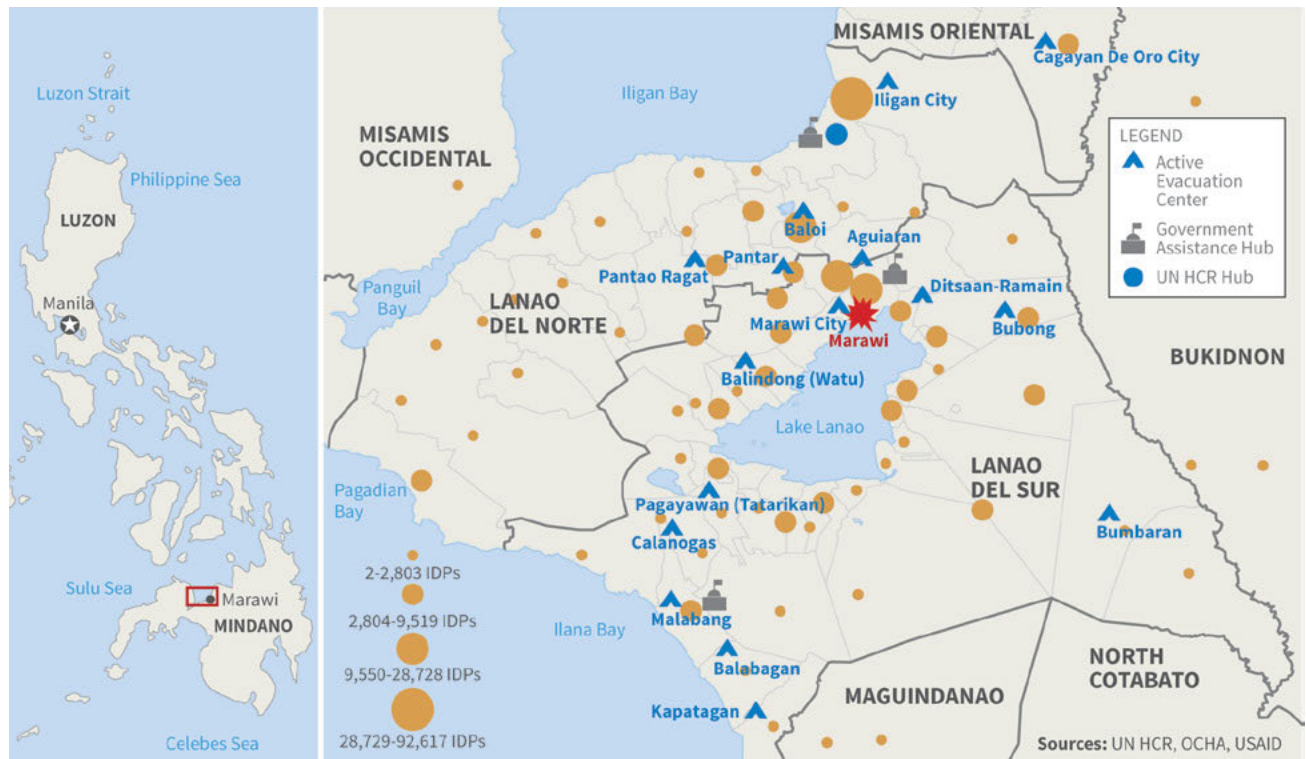 Luzon Strait
Philippine Sea
LUZON
Manila
Sulu Sea
Marawi
MINDANO
Celebes Sea
MISAMIS ORIENTAL
Cagayan De Oro City
Iligan Bay
Iligan City
MISAMIS
OCCIDENTAL
LEGEND
Active
Evacuation
Center
Government
Assistance Hub
UN HCR Hub
Baloi
Aguiaran
Pantar
Pantao Ragat
Ditsaan-Ramain
Panguil
Bay
LANAO
DEL NORTE
Marawi City
Marawi
Bubong
BUKIDNON
Balindong (Watu)
Lake Lanao
LANAO
DEL SUR
Pagadian
Bay
Pagayawan (Tatarikan)
Calanogas
Bumbaran
2-2,803 IDPs
2,804-9,519 IDPs
9,550-28,728 IDPs
28,729-92,617 IDPs
Ilana Bay
Malabang
Balabagan
Kapatagan
MAGUINDANAO
NORTH
COTABATO
Sources: UN HCR, OCHA, USAID